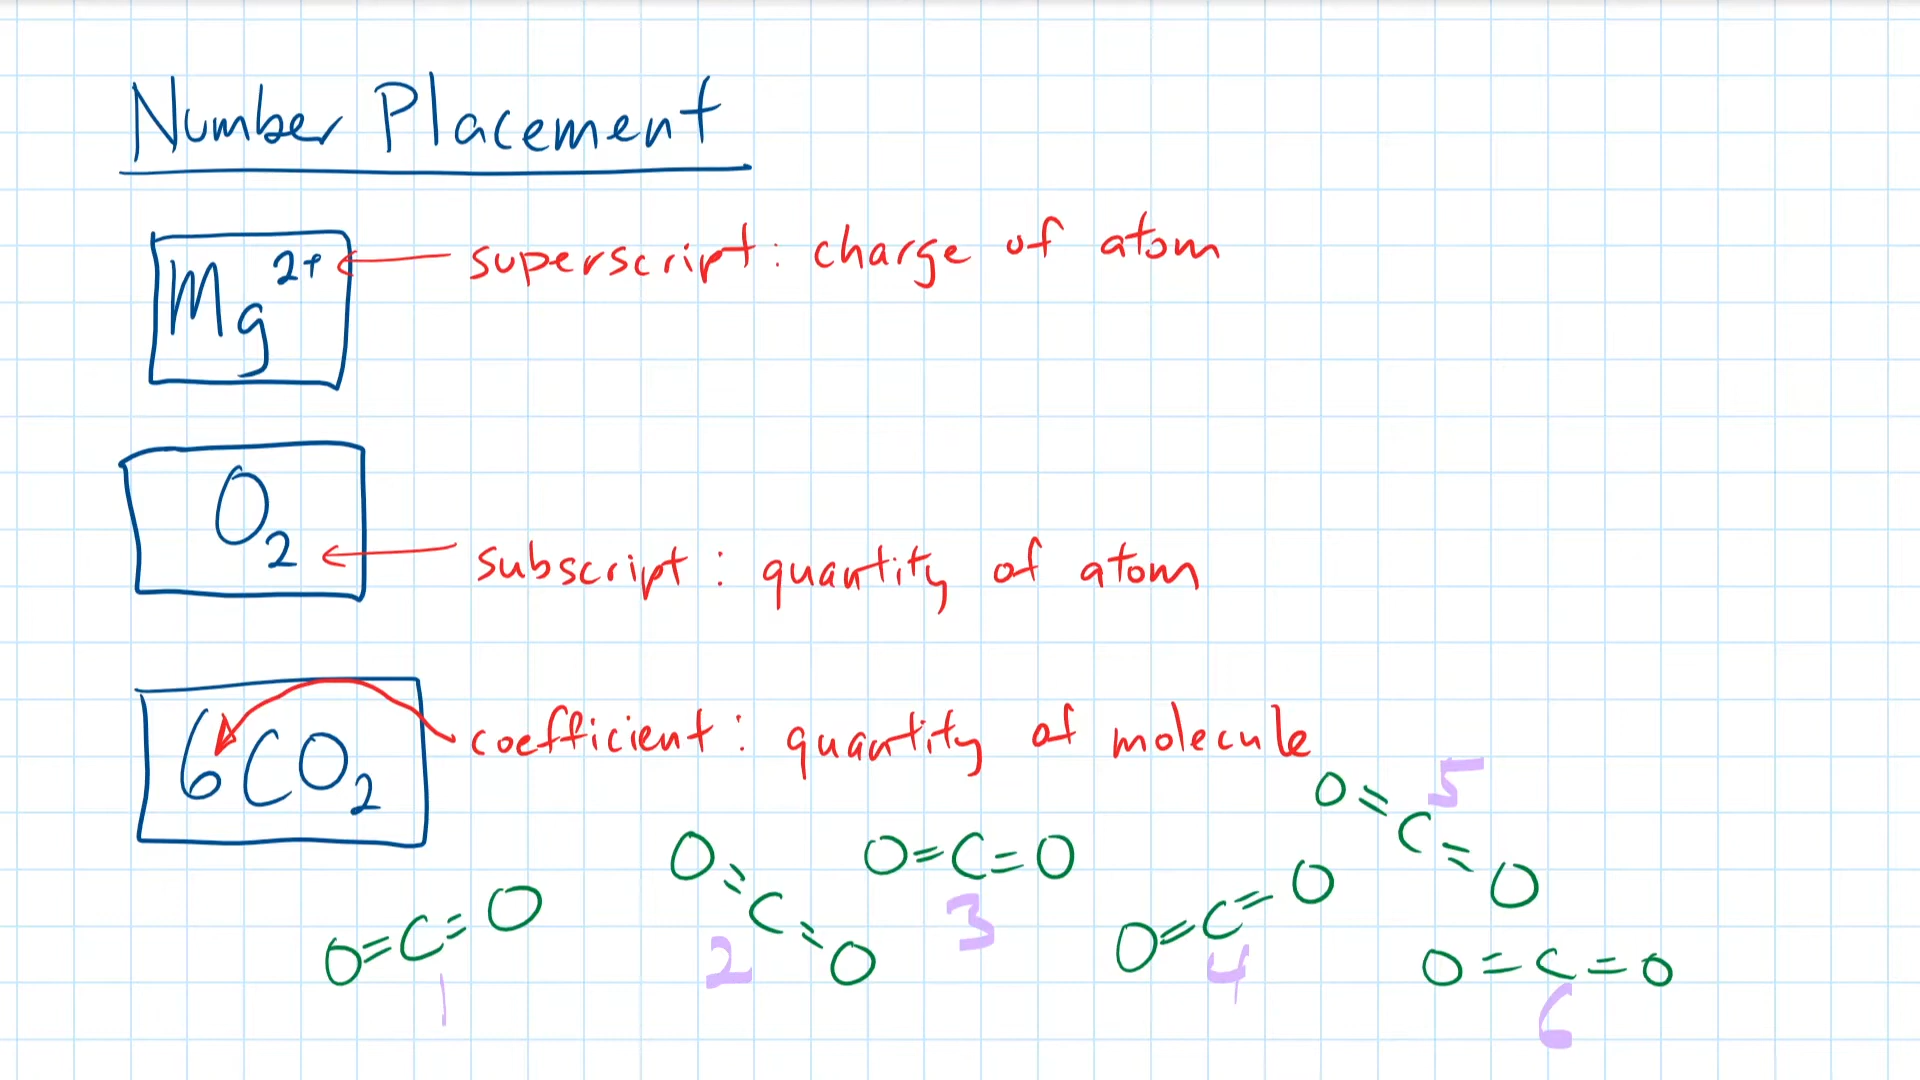 Number Placement
Mg²⁺ superscript: charge of atom
O₂ subscript: quantity of atom
6CO₂ coefficient: quantity of molecule
O=C=O 1
O=C=O 2
O=C=O 3
O=C=O 4
O=C=O 5
O=C=O 6